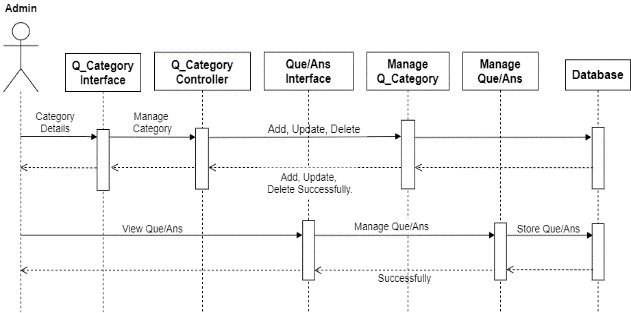 Admin
Q_Category
Interface
Q_Category
Controller
Que/Ans
Interface
Manage
Q_Category
Manage
Que/Ans
Database
Category
Details
Manage
Category
Add, Update, Delete
Add, Update,
Delete Successfully.
View Que/Ans
Manage Que/Ans
Store Que/Ans
Successfully